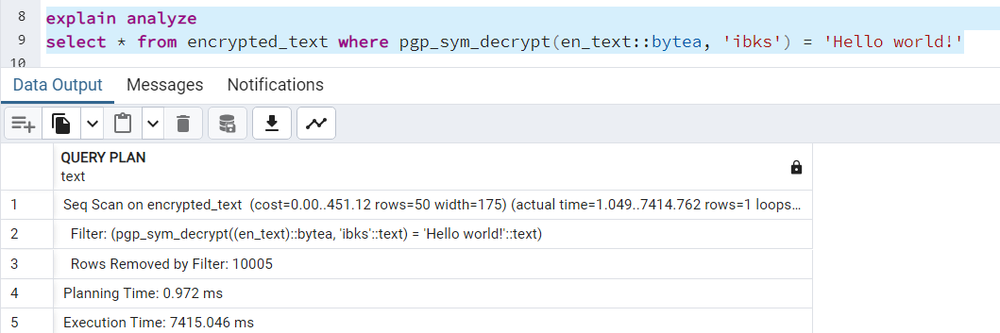 8 explain analyze
9 select * from encrypted_text where pgp_sym_decrypt(en_text::bytea, 'ibks') = 'Hello world!'
10
Data Output Messages Notifications
QUERY PLAN
text
1 Seq Scan on encrypted_text (cost=0.00..451.12 rows=50 width=175) (actual time=1.049..7414.762 rows=1 loops...
2 Filter: (pgp_sym_decrypt((en_text)::bytea, 'ibks'::text) = 'Hello world!'::text)
3 Rows Removed by Filter: 10005
4 Planning Time: 0.972 ms
5 Execution Time: 7415.046 ms